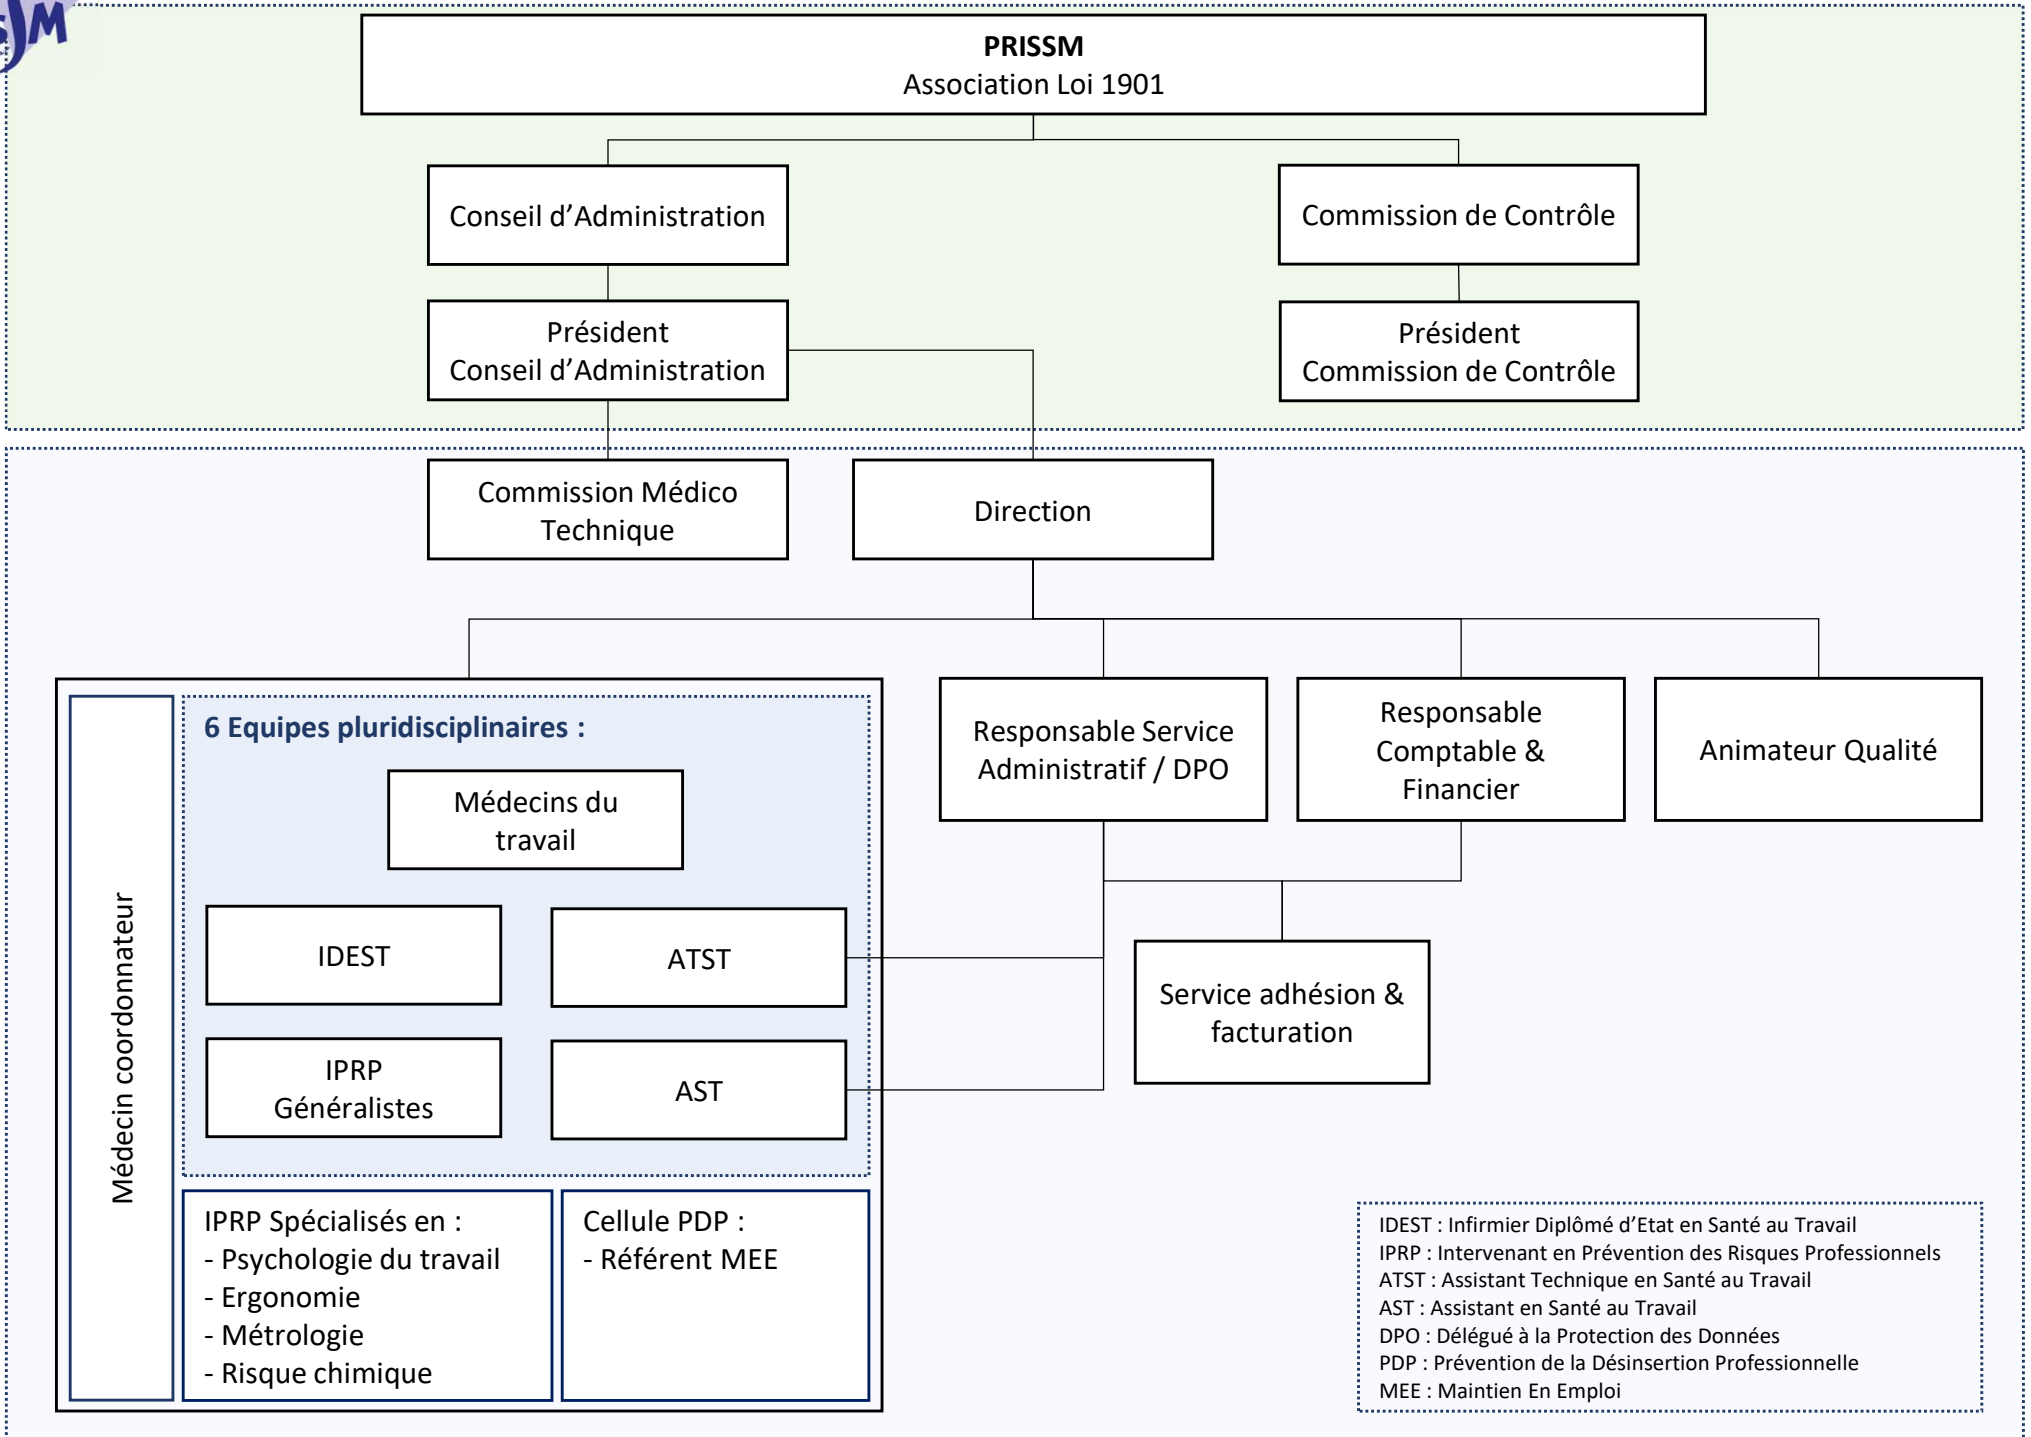 PRISSM
Association Loi 1901
Conseil d’Administration
Commission de Contrôle
Président
Conseil d’Administration
Président
Commission de Contrôle
Commission Médico
Technique
Direction
6 Equipes pluridisciplinaires :
Médecins du
travail
IDEST
ATST
IPRP
Généralistes
AST
Médecin coordonnateur
IPRP Spécialisés en :
- Psychologie du travail
- Ergonomie
- Métrologie
- Risque chimique
Cellule PDP :
- Référent MEE
Responsable Service
Administratif / DPO
Responsable
Comptable &
Financier
Animateur Qualité
Service adhésion &
facturation
IDEST : Infirmier Diplômé d’Etat en Santé au Travail
IPRP : Intervenant en Prévention des Risques Professionnels
ATST : Assistant Technique en Santé au Travail
AST : Assistant en Santé au Travail
DPO : Délégué à la Protection des Données
PDP : Prévention de la Désinsertion Professionnelle
MEE : Maintien En Emploi